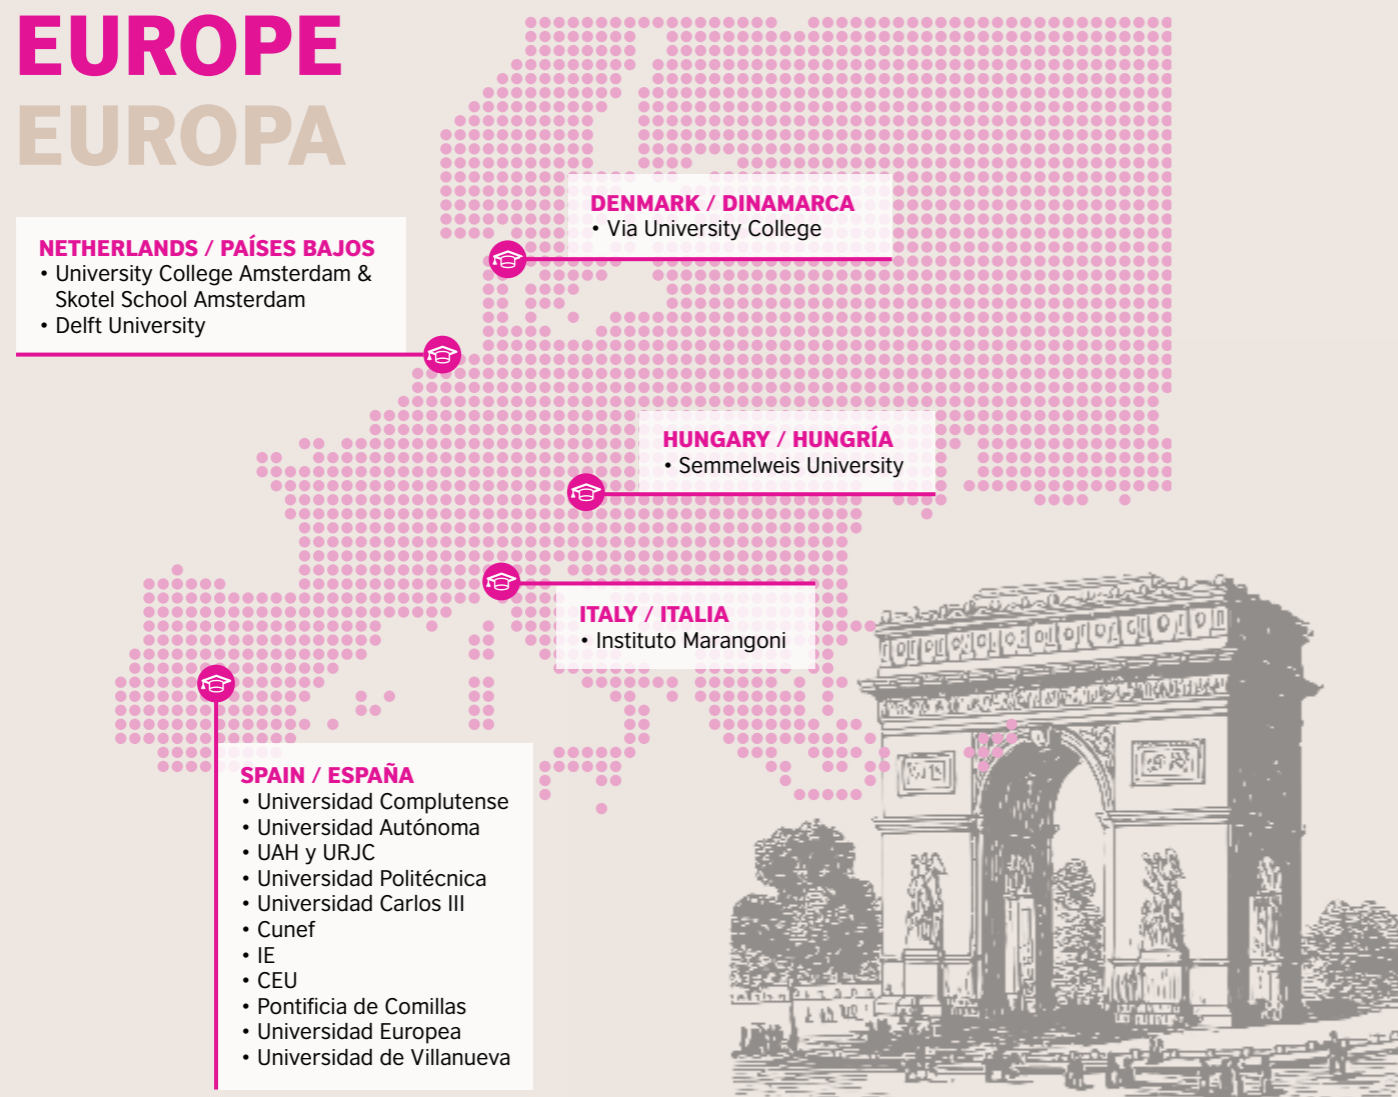 EUROPE
EUROPA
DENMARK / DINAMARCA
• Via University College
NETHERLANDS / PAÍSES BAJOS
• University College Amsterdam &
Skotel School Amsterdam
• Delft University
HUNGARY / HUNGRÍA
• Semmelweis University
ITALY / ITALIA
• Instituto Marangoni
SPAIN / ESPAÑA
• Universidad Complutense
• Universidad Autónoma
• UAH y URJC
• Universidad Politécnica
• Universidad Carlos III
• Cunef
• IE
• CEU
• Pontificia de Comillas
• Universidad Europea
• Universidad de Villanueva